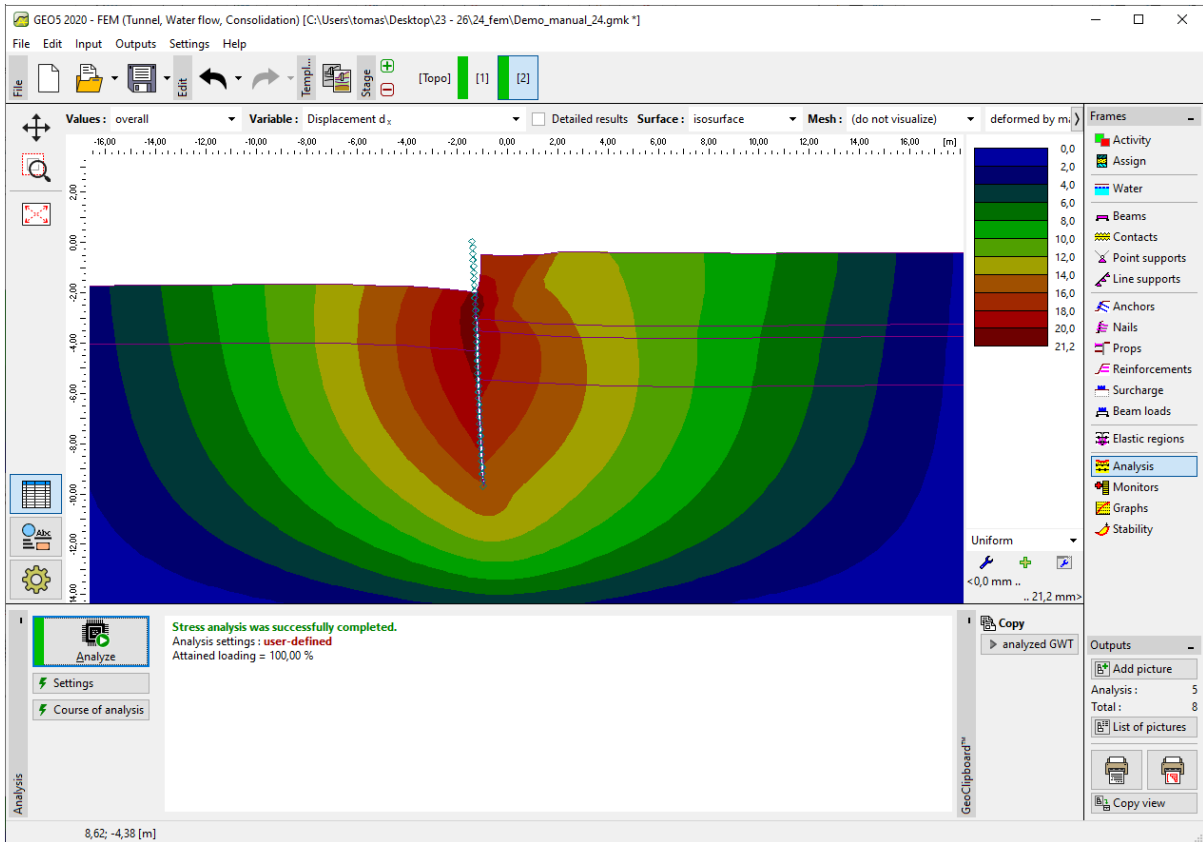 GEO5 2020 - FEM (Tunnel, Water flow, Consolidation) [C:\Users\tomas\Desktop\23 - 26\24_fem\Demo_manual_24.gmk *]
File Edit Input Outputs Settings Help
File
Edit
Templ...
Stage
[Topo] [1] [2]
Values : overall Variable : Displacement dx Detailed results Surface : isosurface Mesh : (do not visualize) deformed by ma
-16,00 -14,00 -12,00 -10,00 -8,00 -6,00 -4,00 -2,00 0,00 2,00 4,00 6,00 8,00 10,00 12,00 14,00 16,00 [m]
2,00
0,00
-2,00
-4,00
-6,00
-8,00
-10,00
-12,00
-14,00
0,0
2,0
4,0
6,0
8,0
10,0
12,0
14,0
16,0
18,0
20,0
21,2
Uniform
<0,0 mm ..
.. 21,2 mm>
Frames
Activity
Assign
Water
Beams
Contacts
Point supports
Line supports
Anchors
Nails
Props
Reinforcements
Surcharge
Beam loads
Elastic regions
Analysis
Monitors
Graphs
Stability
Abc
Analyze
Settings
Course of analysis
Analysis
Stress analysis was successfully completed.
Analysis settings : user-defined
Attained loading = 100,00 %
GeoClipboard™
Copy
analyzed GWT
Outputs
Add picture
Analysis : 5
Total : 8
List of pictures
Copy view
8,62; -4,38 [m]